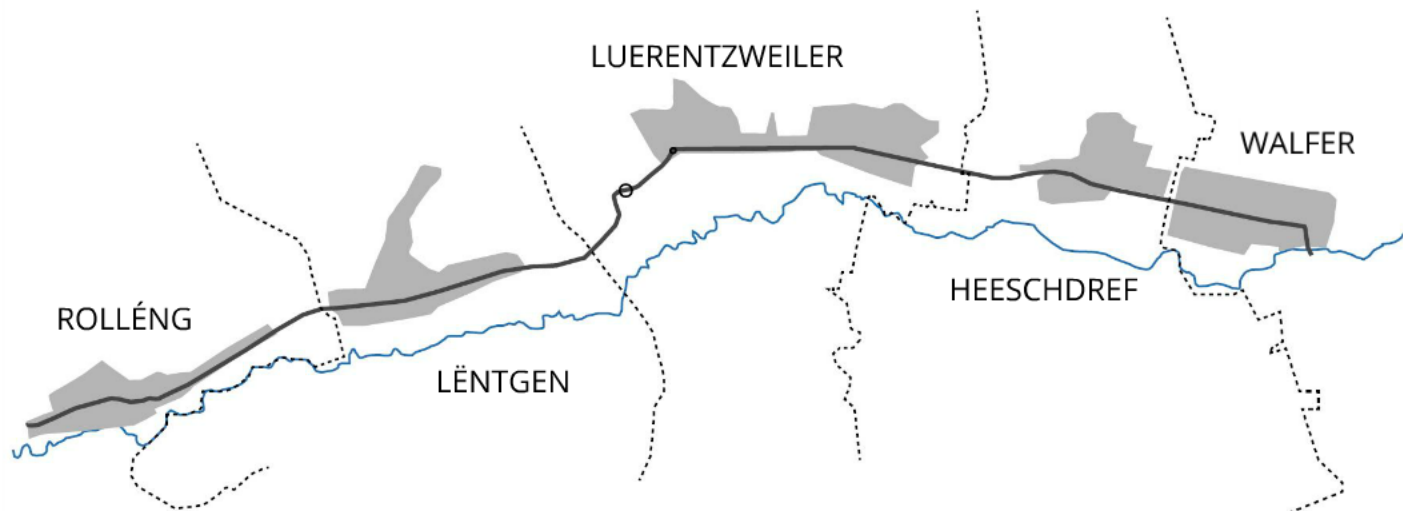 LUERENTZWEILER
WALFER
HEESCHDREF
ROLLÉNG
LËNTGEN